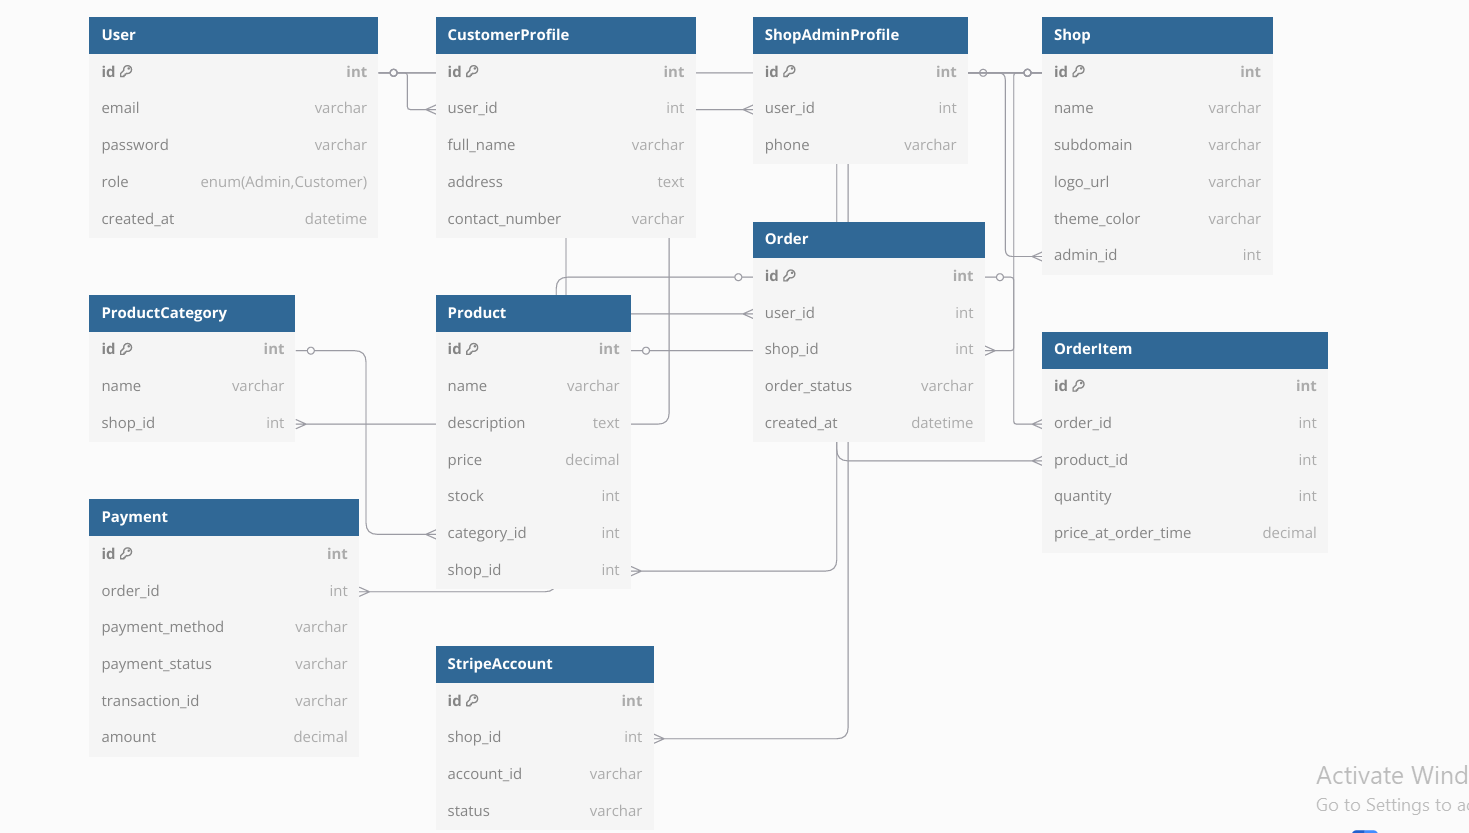 User
id int
email varchar
password varchar
role enum(Admin,Customer)
created_at datetime
CustomerProfile
id int
user_id int
full_name varchar
address text
contact_number varchar
ShopAdminProfile
id int
user_id int
phone varchar
Shop
id int
name varchar
subdomain varchar
logo_url varchar
theme_color varchar
admin_id int
Order
id int
user_id int
shop_id int
order_status varchar
created_at datetime
ProductCategory
id int
name varchar
shop_id int
Product
id int
name varchar
description text
price decimal
stock int
category_id int
shop_id int
OrderItem
id int
order_id int
product_id int
quantity int
price_at_order_time decimal
Payment
id int
order_id int
payment_method varchar
payment_status varchar
transaction_id varchar
amount decimal
StripeAccount
id int
shop_id int
account_id varchar
status varchar
Activate Wind
Go to Settings to a